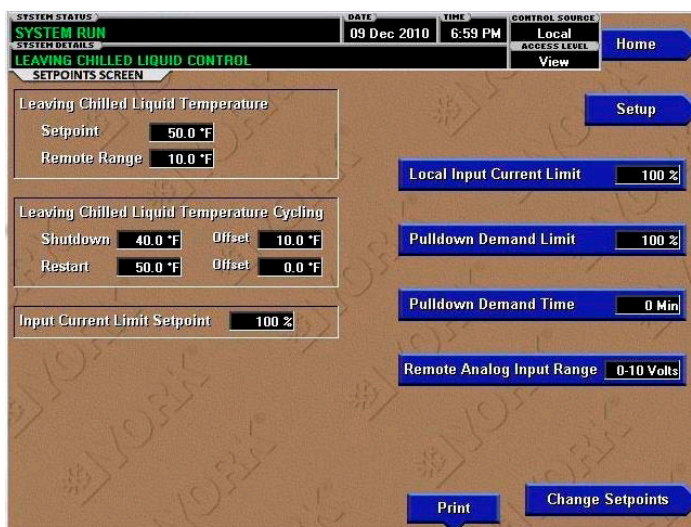 SYSTEM STATUS
SYSTEM RUN
SYSTEM DETAILS
LEAVING CHILLED LIQUID CONTROL
DATE
09 Dec 2010
TIME
6:59 PM
CONTROL SOURCE
Local
ACCESS LEVEL
View
Home
SETPOINTS SCREEN
Setup
Leaving Chilled Liquid Temperature
Setpoint 50.0 °F
Remote Range 10.0 °F
Leaving Chilled Liquid Temperature Cycling
Shutdown 40.0 °F Offset 10.0 °F
Restart 50.0 °F Offset 0.0 °F
Input Current Limit Setpoint 100 %
Local Input Current Limit 100 %
Pulldown Demand Limit 100 %
Pulldown Demand Time 0 Min
Remote Analog Input Range 0-10 Volts
Print
Change Setpoints
YORK